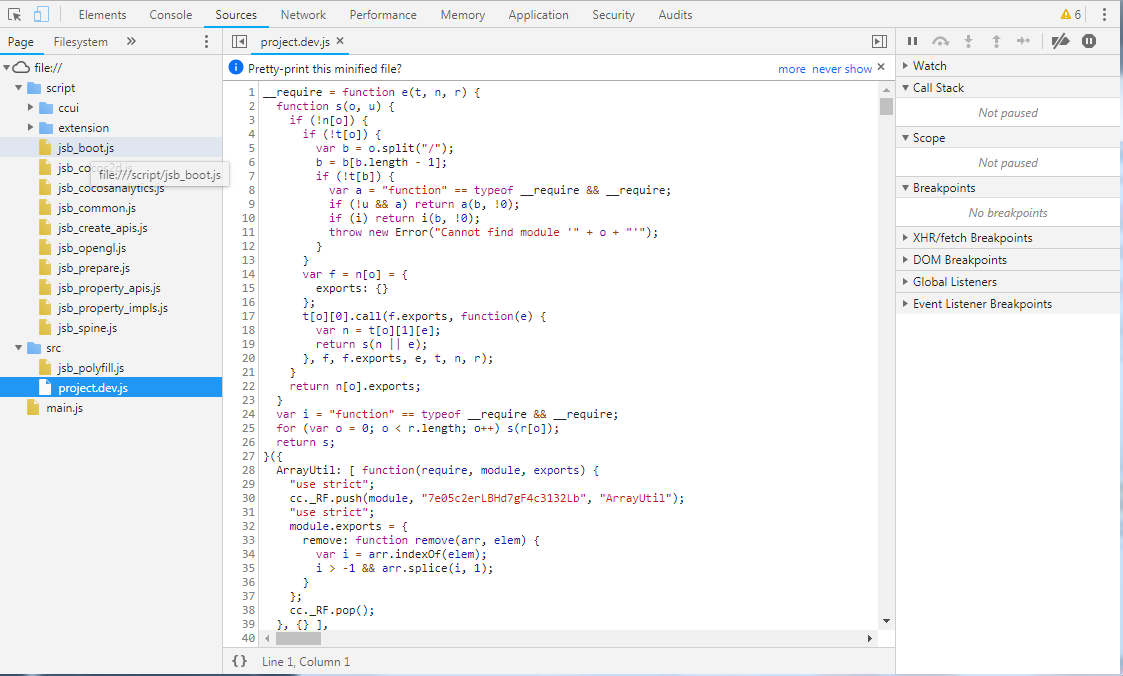 Elements Console Sources Network Performance Memory Application Security Audits 6
Page Filesystem »
project.dev.js ×
Pretty-print this minified file? more never show ×
file://
script
ccui
extension
jsb_boot.js
jsb_cocos2d.js
file:///script/jsb_boot.js
jsb_cocosanalytics.js
jsb_common.js
jsb_create_apis.js
jsb_opengl.js
jsb_prepare.js
jsb_property_apis.js
jsb_property_impls.js
jsb_spine.js
src
jsb_polyfill.js
project.dev.js
main.js
1 __require = function e(t, n, r) {
2 function s(o, u) {
3 if (!n[o]) {
4 if (!t[o]) {
5 var b = o.split("/");
6 b = b[b.length - 1];
7 if (!t[b]) {
8 var a = "function" == typeof __require && __require;
9 if (!u && a) return a(b, !0);
10 if (i) return i(b, !0);
11 throw new Error("Cannot find module '" + o + "'");
12 }
13 }
14 var f = n[o] = {
15 exports: {}
16 };
17 t[o][0].call(f.exports, function(e) {
18 var n = t[o][1][e];
19 return s(n || e);
20 }, f, f.exports, e, t, n, r);
21 }
22 return n[o].exports;
23 }
24 var i = "function" == typeof __require && __require;
25 for (var o = 0; o < r.length; o++) s(r[o]);
26 return s;
27 }({
28 ArrayUtil: [ function(require, module, exports) {
29 "use strict";
30 cc._RF.push(module, "7e05c2erLBHd7gF4c3132Lb", "ArrayUtil");
31 "use strict";
32 module.exports = {
33 remove: function remove(arr, elem) {
34 var i = arr.indexOf(elem);
35 i > -1 && arr.splice(i, 1);
36 }
37 };
38 cc._RF.pop();
39 }, {} ],
40
{} Line 1, Column 1
Watch
Call Stack
Not paused
Scope
Not paused
Breakpoints
No breakpoints
XHR/fetch Breakpoints
DOM Breakpoints
Global Listeners
Event Listener Breakpoints